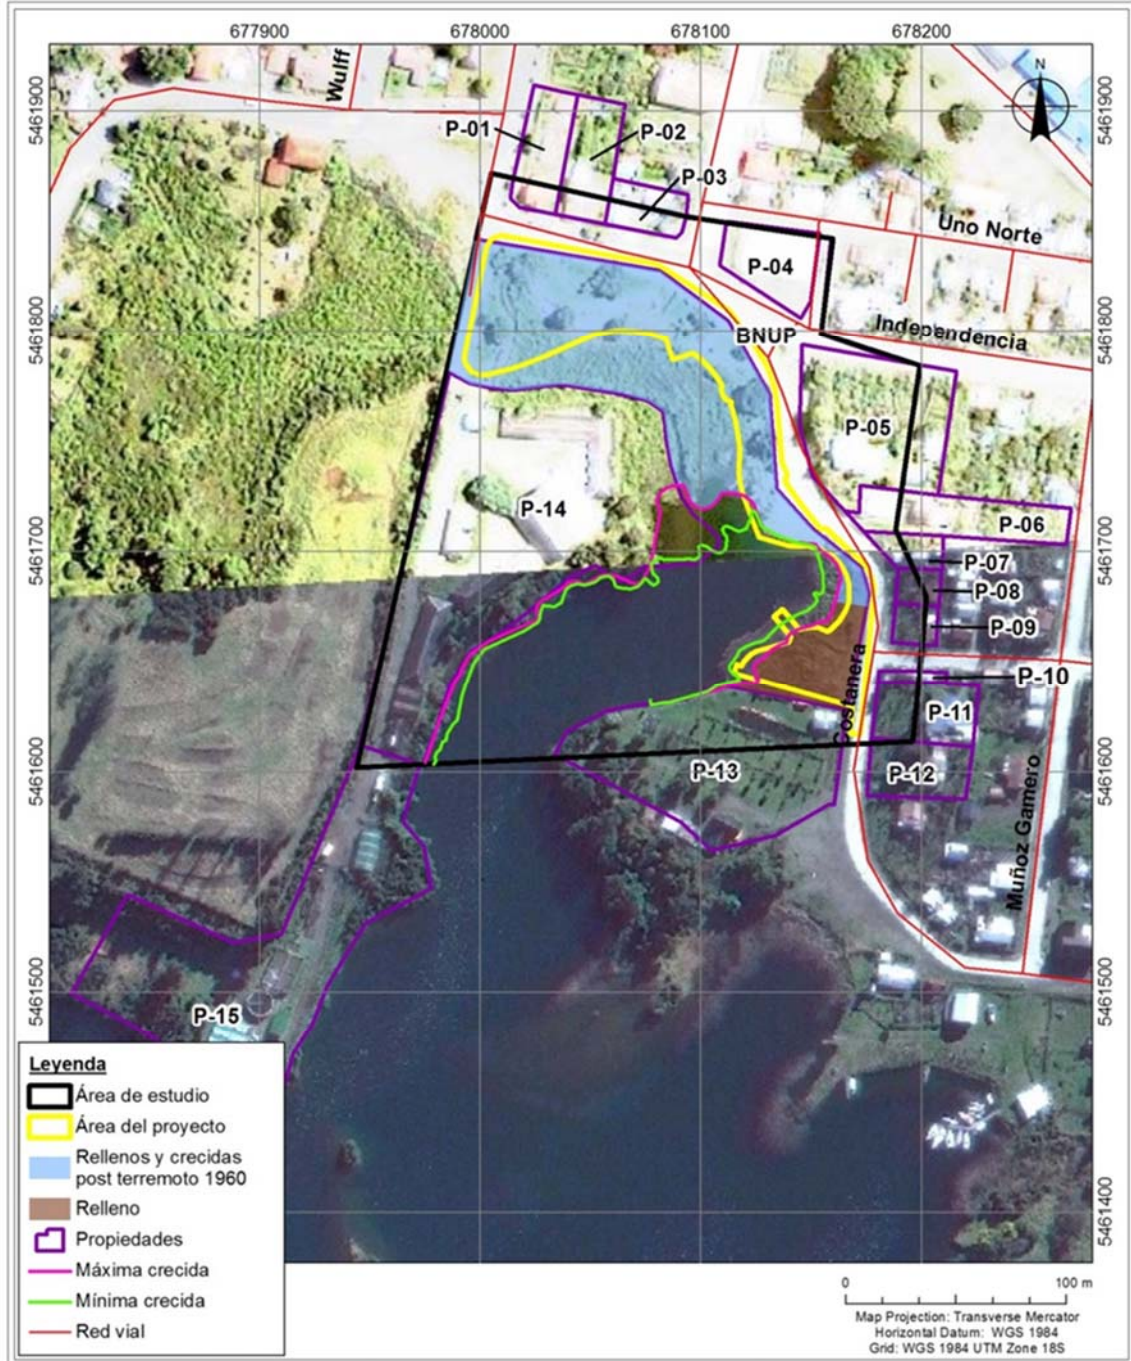 677900
678000
678100
678200
5461900
5461900
Wulff
N
P-01
P-02
P-03
Uno Norte
P-04
5461800
5461800
BNUP
Independencia
P-05
P-14
P-06
5461700
5461700
P-07
P-08
P-09
Costanera
P-10
P-11
P-13
P-12
5461600
5461600
Muñoz Gamero
5461500
5461500
P-15
Leyenda
Área de estudio
Área del proyecto
Rellenos y crecidas
post terremoto 1960
Relleno
Propiedades
Máxima crecida
Mínima crecida
Red vial
5461400
0 100 m
Map Projection: Transverse Mercator
Horizontal Datum: WGS 1984
Grid: WGS 1984 UTM Zone 18S